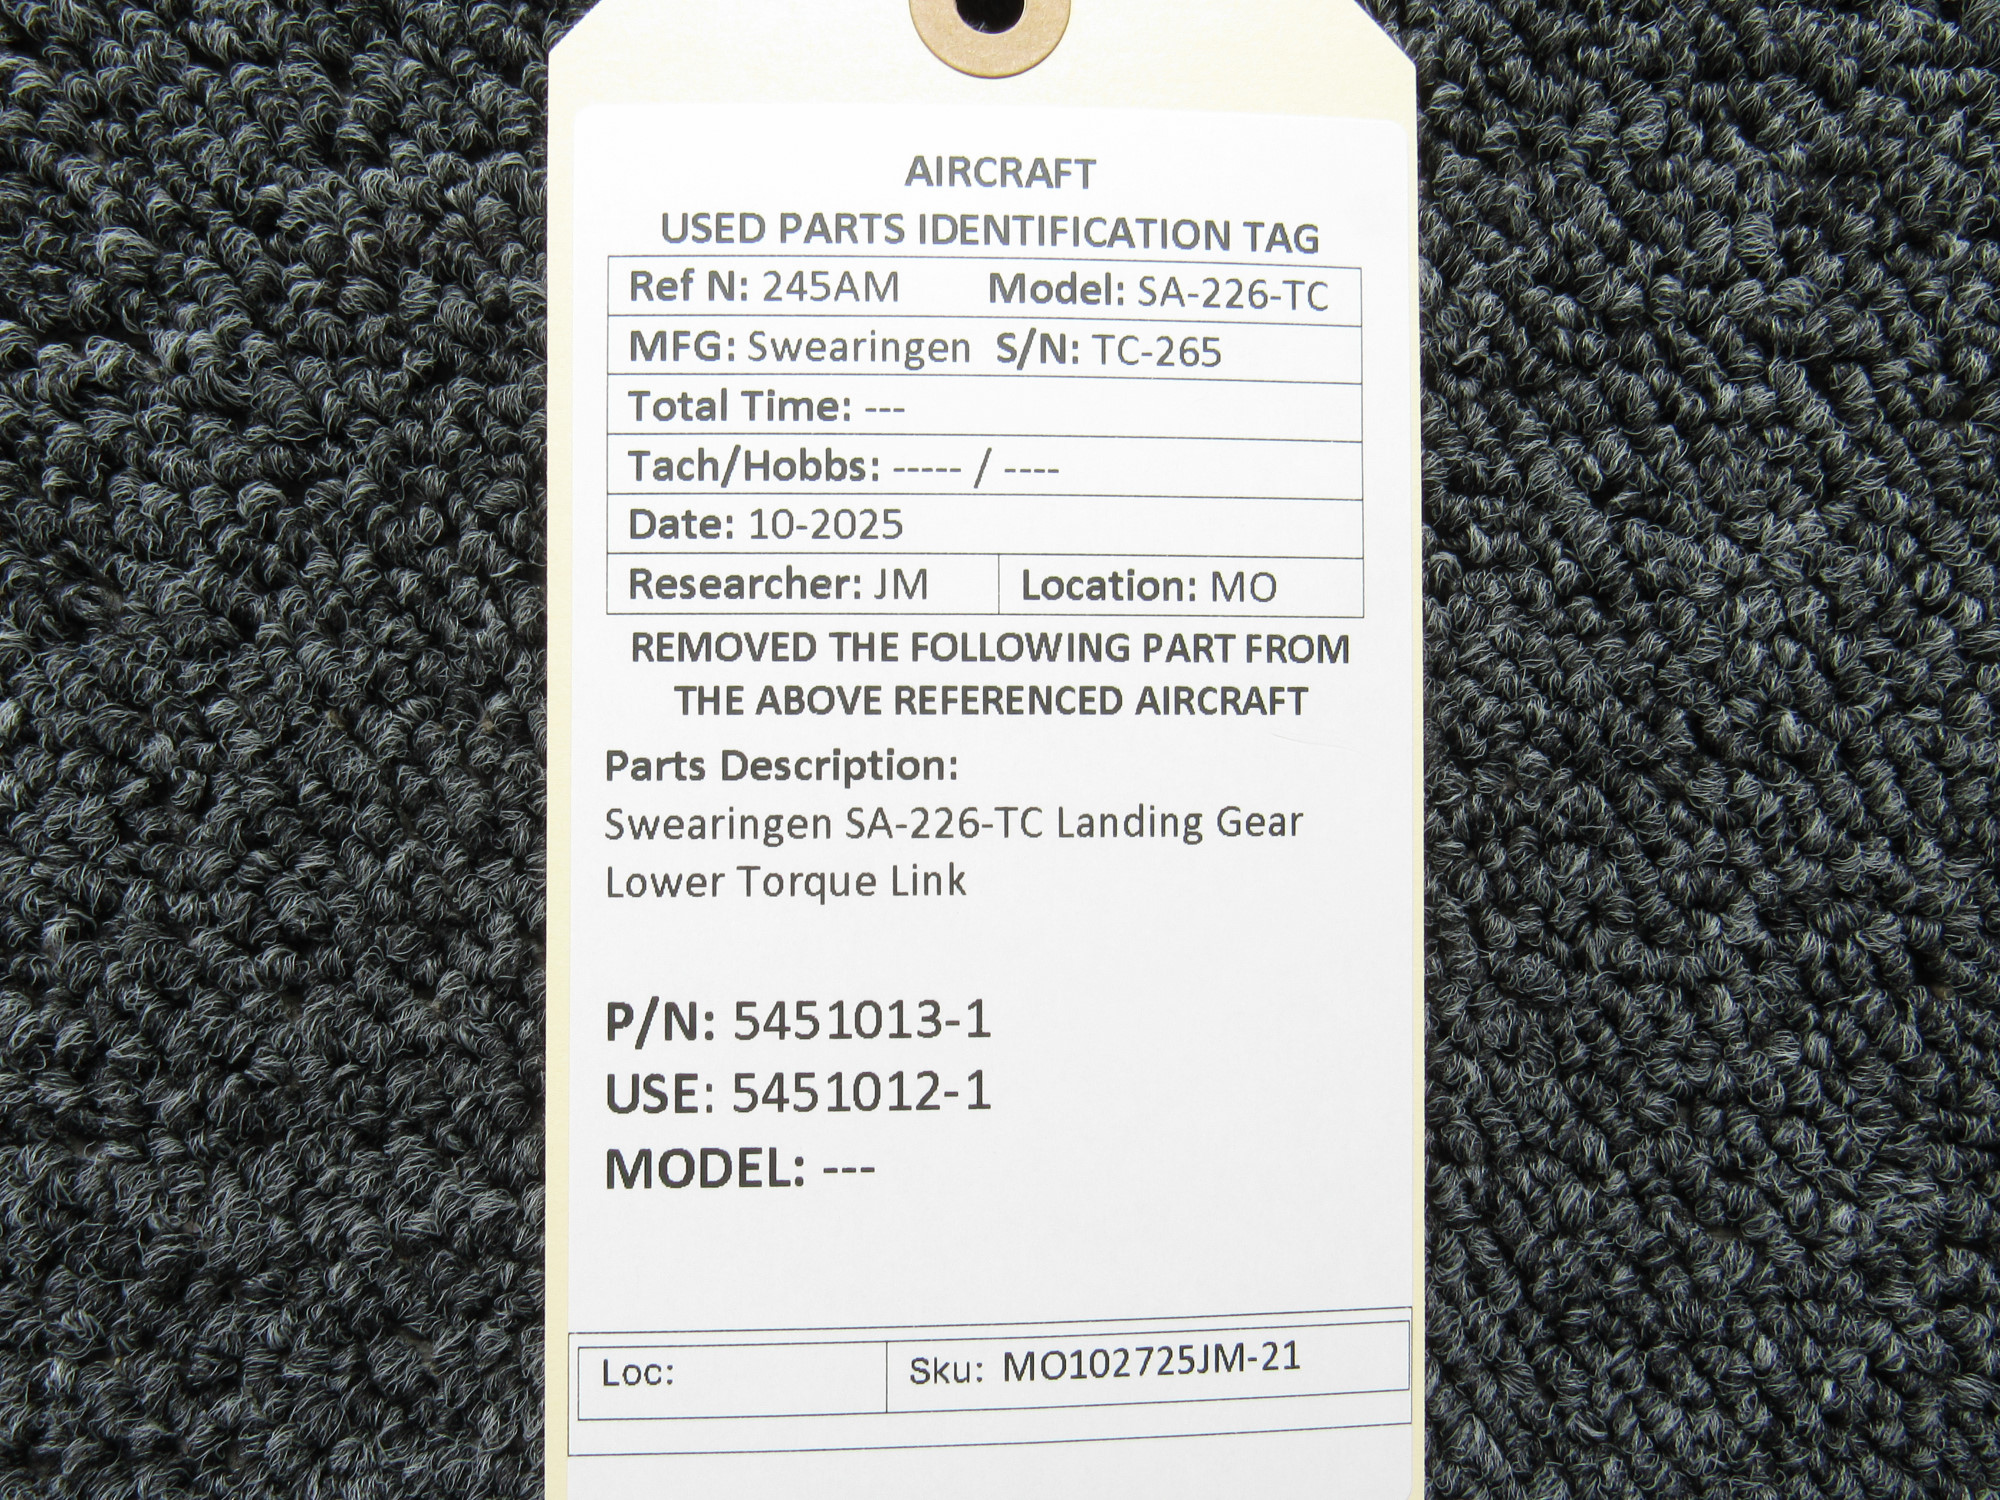 AIRCRAFT
USED PARTS IDENTIFICATION TAG
Ref N: 245AM Model: SA-226-TC
MFG: Swearingen S/N: TC-265
Total Time: ---
Tach/Hobbs: ----- / ----
Date: 10-2025
Researcher: JM Location: MO
REMOVED THE FOLLOWING PART FROM
THE ABOVE REFERENCED AIRCRAFT
Parts Description:
Swearingen SA-226-TC Landing Gear
Lower Torque Link
P/N: 5451013-1
USE: 5451012-1
MODEL: ---
Loc: Sku: MO102725JM-21